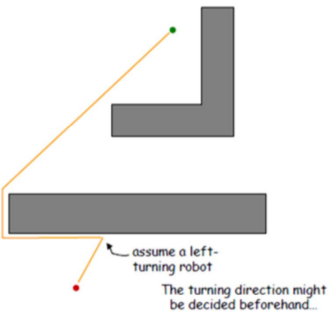 assume a left-
turning robot
The turning direction might
be decided beforehand...